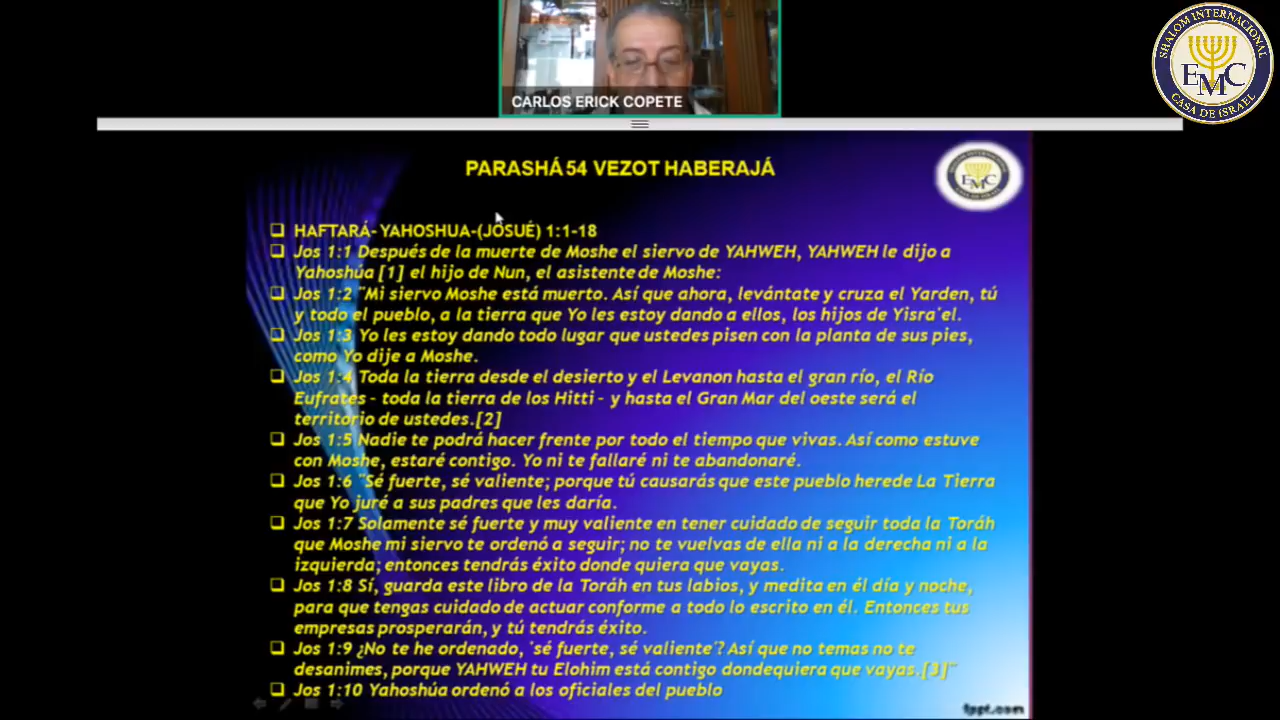 CARLOS ERICK COPETE
SHALOM INTERNACIONAL
EMC
CASA DE ISRAEL
PARASHÁ 54 VEZOT HABERAJÁ
EMC
HAFTARÁ- YAHOSHUA-(JOSUÉ) 1:1-18
Jos 1:1 Después de la muerte de Moshe el siervo de YAHWEH, YAHWEH le dijo a
Yahoshúa [1] el hijo de Nun, el asistente de Moshe:
Jos 1:2 "Mi siervo Moshe está muerto. Así que ahora, levántate y cruza el Yarden, tú
y todo el pueblo, a la tierra que Yo les estoy dando a ellos, los hijos de Yisra'el.
Jos 1:3 Yo les estoy dando todo lugar que ustedes pisen con la planta de sus pies,
como Yo dije a Moshe.
Jos 1:4 Toda la tierra desde el desierto y el Levanon hasta el gran río, el Río
Eufrates – toda la tierra de los Hitti – y hasta el Gran Mar del oeste será el
territorio de ustedes.[2]
Jos 1:5 Nadie te podrá hacer frente por todo el tiempo que vivas. Así como estuve
con Moshe, estaré contigo. Yo ni te fallaré ni te abandonaré.
Jos 1:6 "Sé fuerte, sé valiente; porque tú causarás que este pueblo herede La Tierra
que Yo juré a sus padres que les daría.
Jos 1:7 Solamente sé fuerte y muy valiente en tener cuidado de seguir toda la Toráh
que Moshe mi siervo te ordenó a seguir; no te vuelvas de ella ni a la derecha ni a la
izquierda; entonces tendrás éxito donde quiera que vayas.
Jos 1:8 Sí, guarda este libro de la Toráh en tus labios, y medita en él día y noche,
para que tengas cuidado de actuar conforme a todo lo escrito en él. Entonces tus
empresas prosperarán, y tú tendrás éxito.
Jos 1:9 ¿No te he ordenado, 'sé fuerte, sé valiente'? Así que no temas no te
desanimes, porque YAHWEH tu Elohim está contigo dondequiera que vayas.[3]"
Jos 1:10 Yahoshúa ordenó a los oficiales del pueblo
fppt.com